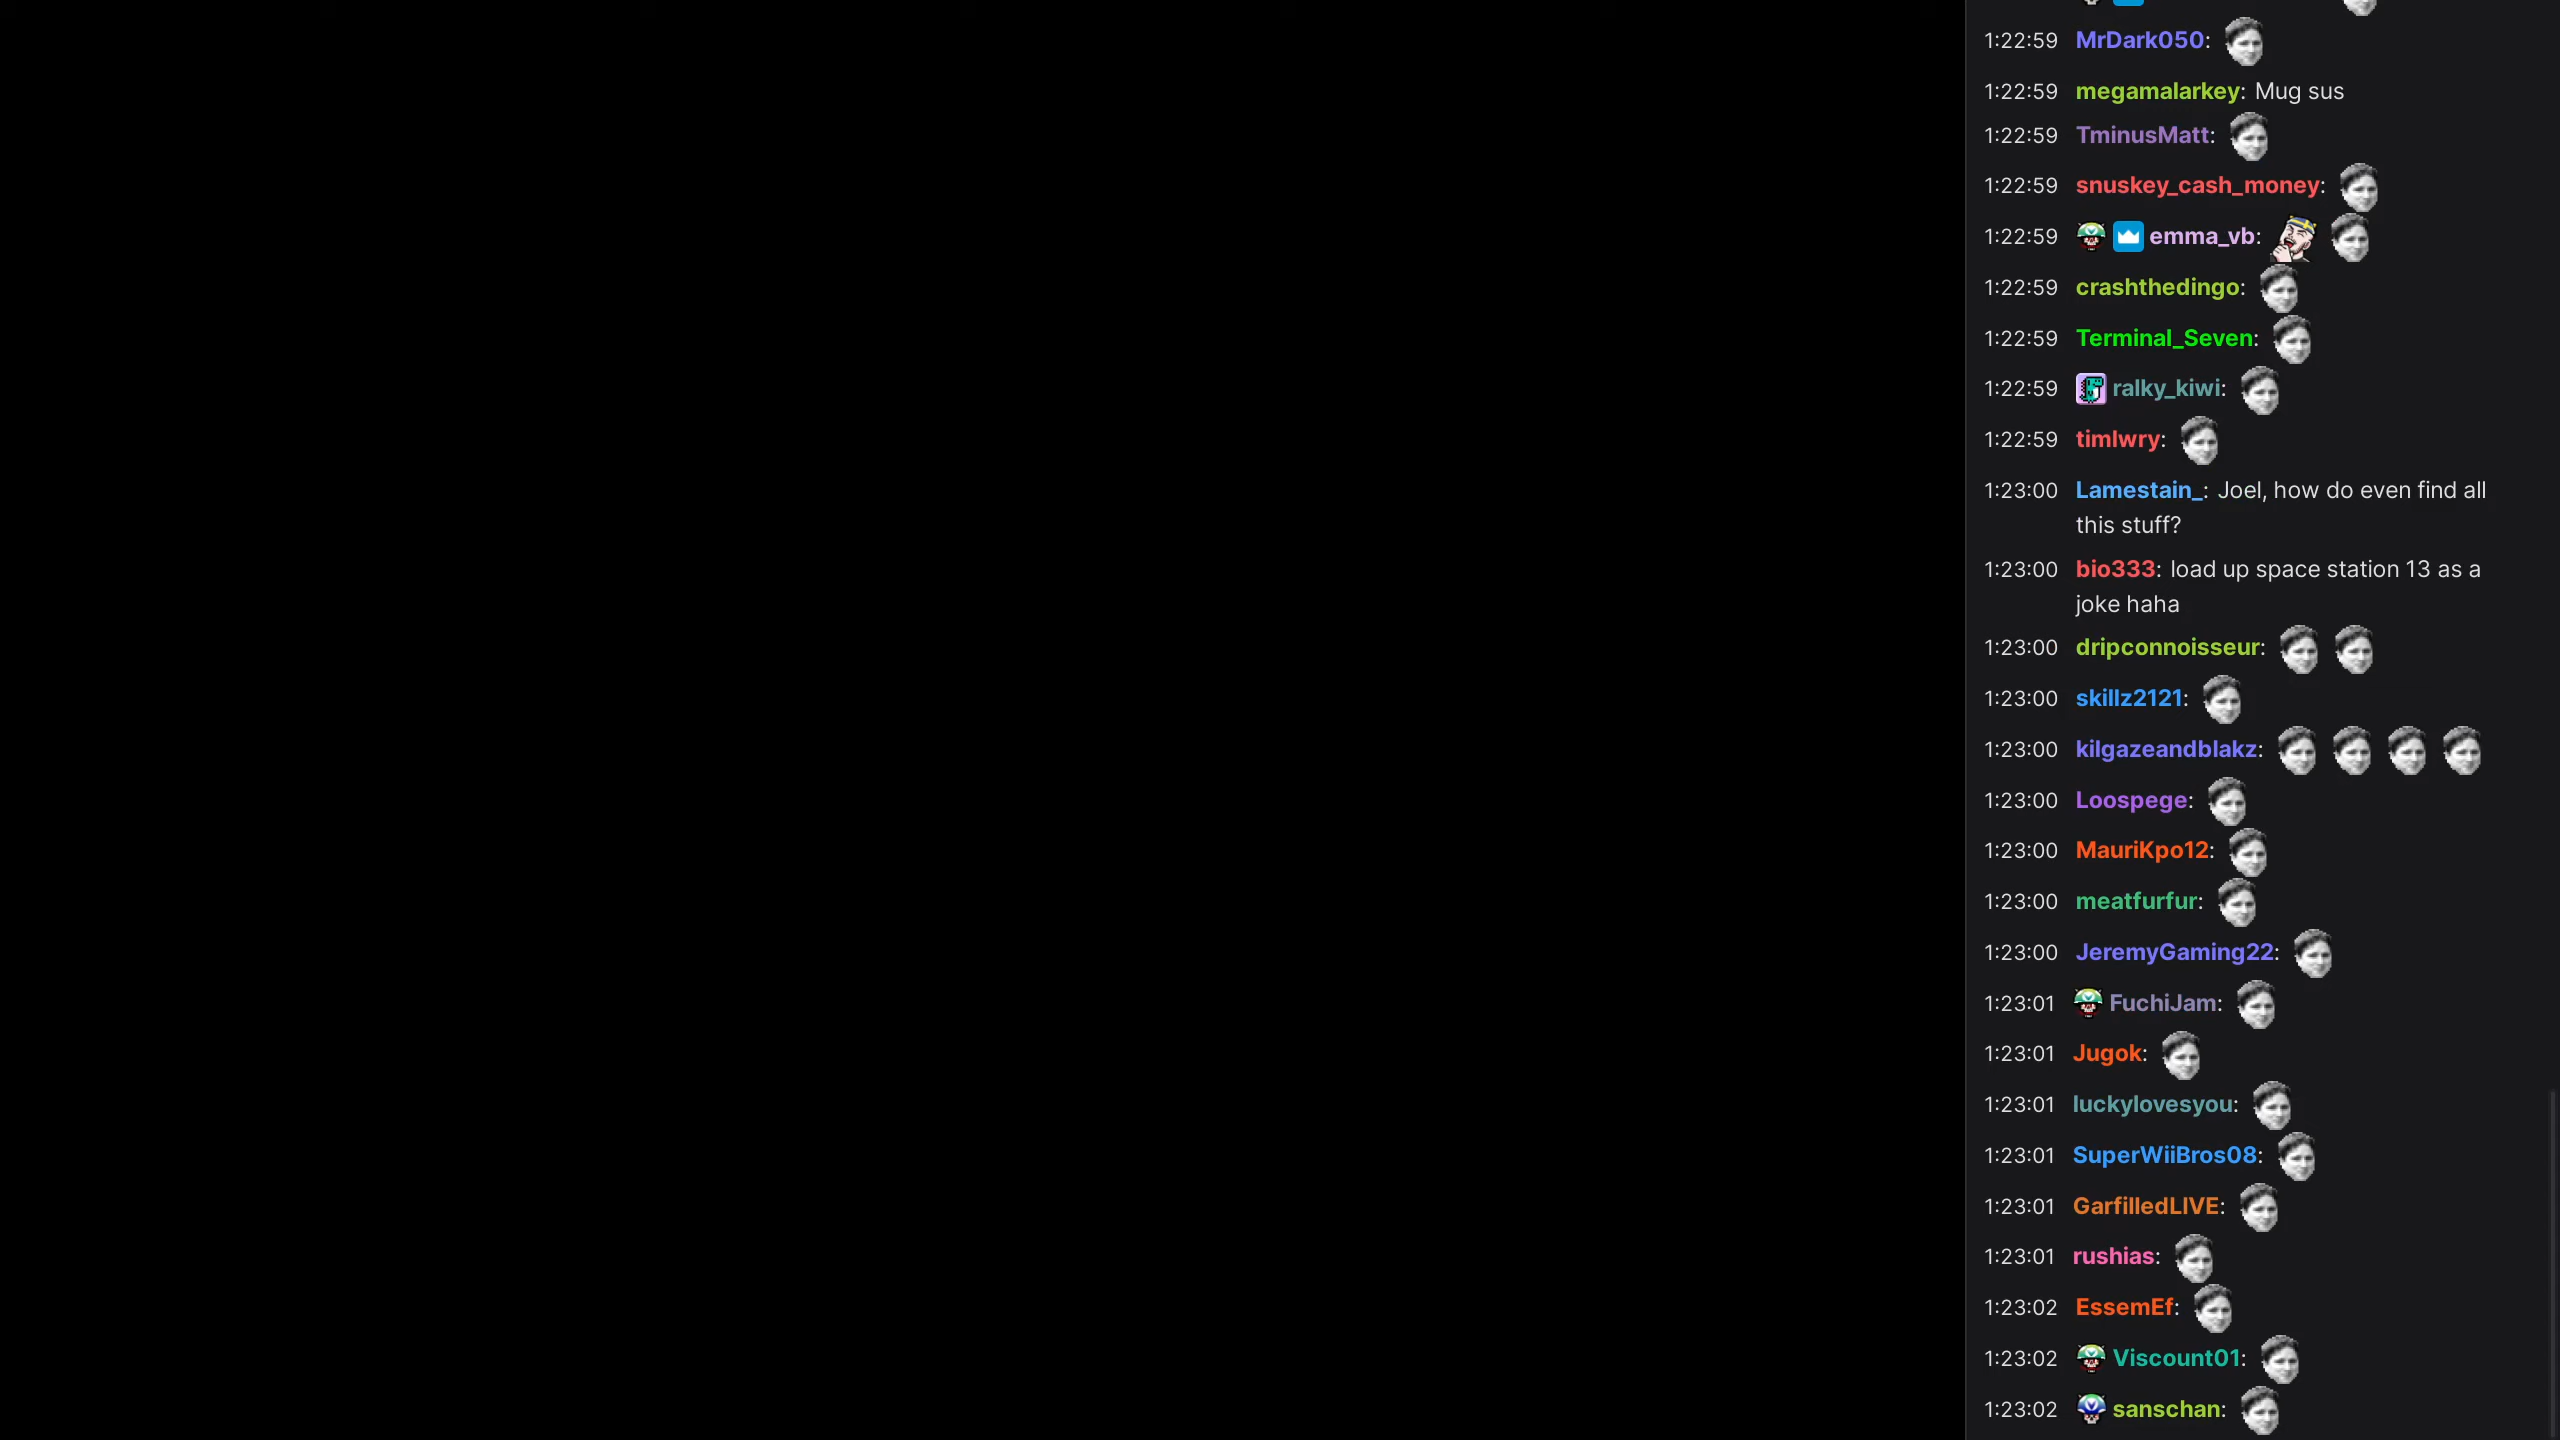 1:22:59 MrDark050:
1:22:59 megamalarkey: Mug sus
1:22:59 TminusMatt:
1:22:59 snuskey_cash_money:
1:22:59 emma_vb:
1:22:59 crashthedingo:
1:22:59 Terminal_Seven:
1:22:59 ralky_kiwi:
1:22:59 timlwry:
1:23:00 Lamestain_: Joel, how do even find all
this stuff?
1:23:00 bio333: load up space station 13 as a
joke haha
1:23:00 dripconnoisseur:
1:23:00 skillz2121:
1:23:00 kilgazeandblakz:
1:23:00 Loospege:
1:23:00 MauriKpo12:
1:23:00 meatfurfur:
1:23:00 JeremyGaming22:
1:23:01 FuchiJam:
1:23:01 Jugok:
1:23:01 luckylovesyou:
1:23:01 SuperWiiBros08:
1:23:01 GarfilledLIVE:
1:23:01 rushias:
1:23:02 EssemEf:
1:23:02 Viscount01:
1:23:02 sanschan: